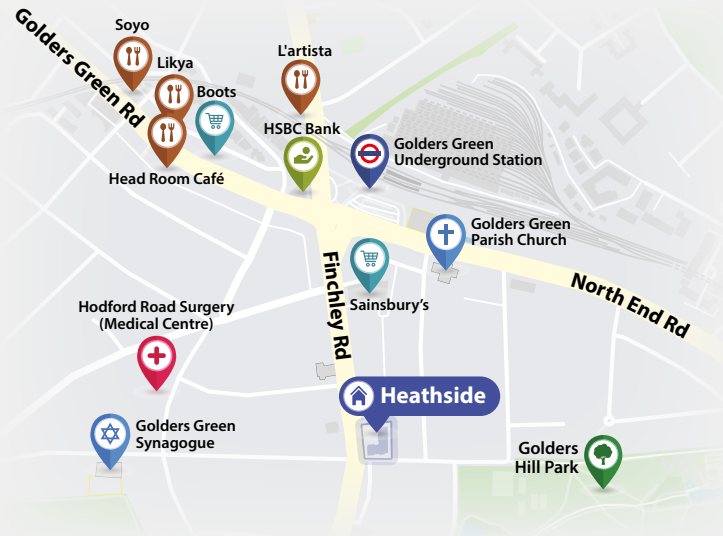 Soyo
Golders Green Rd
Likya
L'artista
Boots
HSBC Bank
Golders Green
Underground Station
Head Room Café
Golders Green
Parish Church
Finchley Rd
Sainsbury's
North End Rd
Hodford Road Surgery
(Medical Centre)
Heathside
Golders Green
Synagogue
Golders
Hill Park